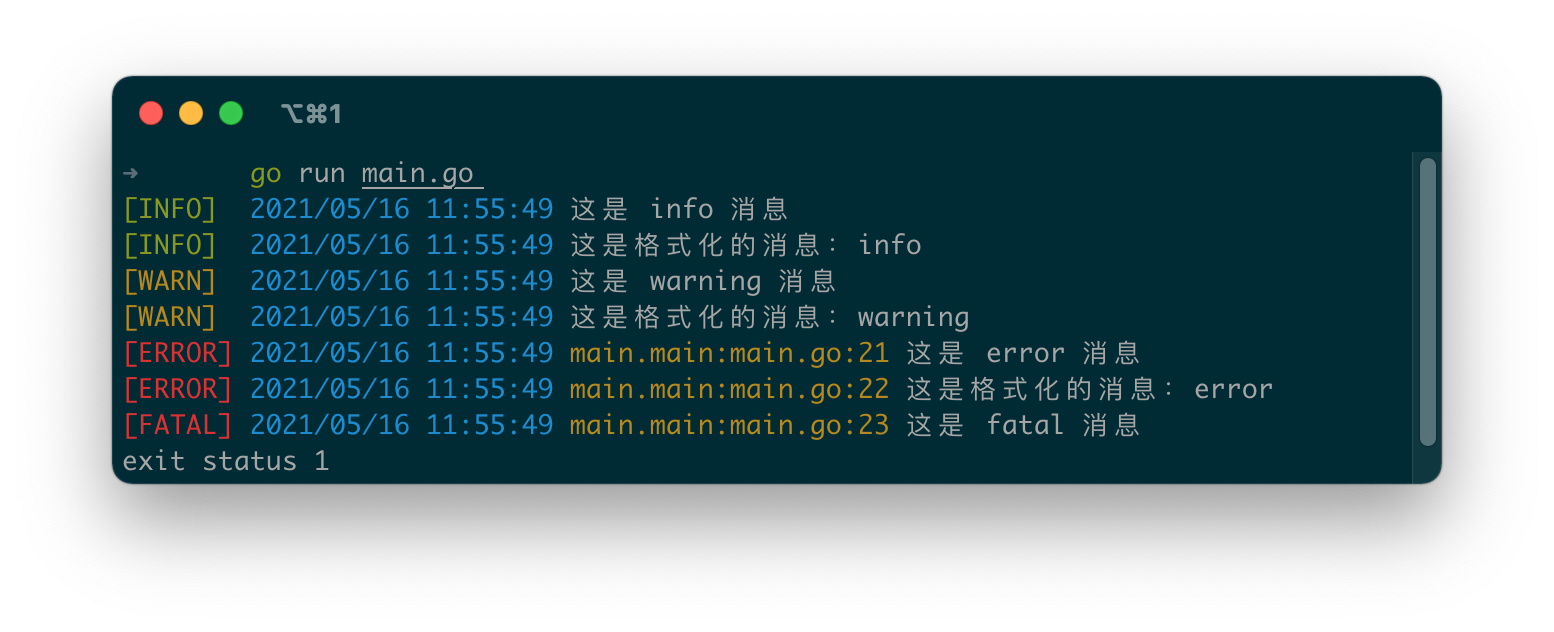 ⌥⌘1
➜ go run main.go
[INFO] 2021/05/16 11:55:49 这是 info 消息
[INFO] 2021/05/16 11:55:49 这是格式化的消息：info
[WARN] 2021/05/16 11:55:49 这是 warning 消息
[WARN] 2021/05/16 11:55:49 这是格式化的消息：warning
[ERROR] 2021/05/16 11:55:49 main.main:main.go:21 这是 error 消息
[ERROR] 2021/05/16 11:55:49 main.main:main.go:22 这是格式化的消息：error
[FATAL] 2021/05/16 11:55:49 main.main:main.go:23 这是 fatal 消息
exit status 1